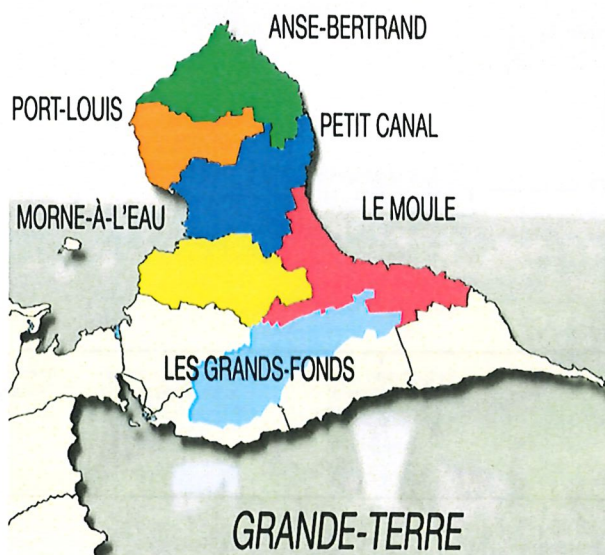 ANSE-BERTRAND
PORT-LOUIS
PETIT CANAL
MORNE-À-L'EAU
LE MOULE
LES GRANDS-FONDS
GRANDE-TERRE